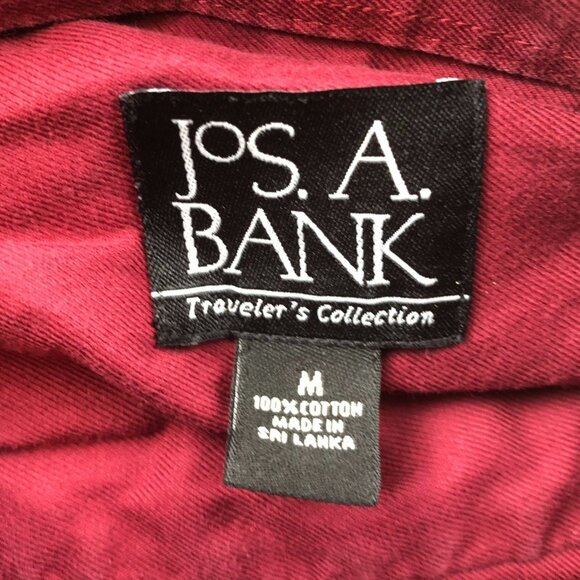 JoS. A.
BANK
Traveler's Collection
M
100% COTTON
MADE IN
SRI LANKA